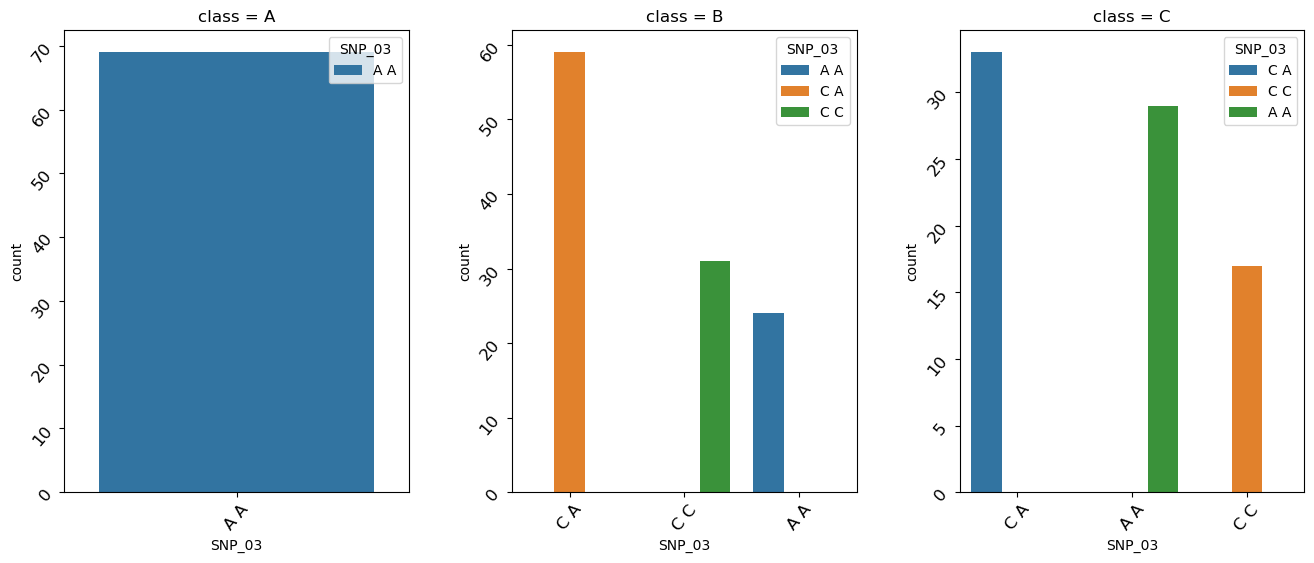 class = A
count
70
60
50
40
30
20
10
0
SNP_03
A A
A A
SNP_03
class = B
count
60
50
40
30
20
10
0
SNP_03
A A
C A
C C
C A
C C
A A
SNP_03
class = C
count
30
25
20
15
10
5
0
SNP_03
C A
C C
A A
C A
A A
C C
SNP_03